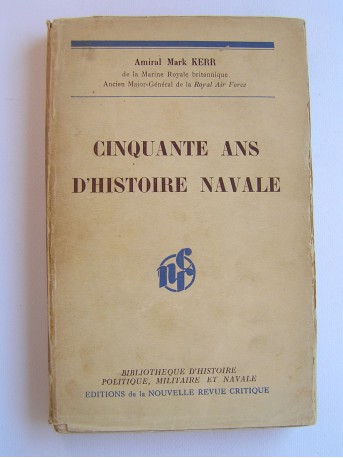 Amiral Mark KERR
de la Marine Royale britannique
Ancien Major-Général de la Royal Air Force
CINQUANTE ANS
D'HISTOIRE NAVALE
nrc
BIBLIOTHEQUE D'HISTOIRE
POLITIQUE, MILITAIRE ET NAVALE
EDITIONS de la NOUVELLE REVUE CRITIQUE